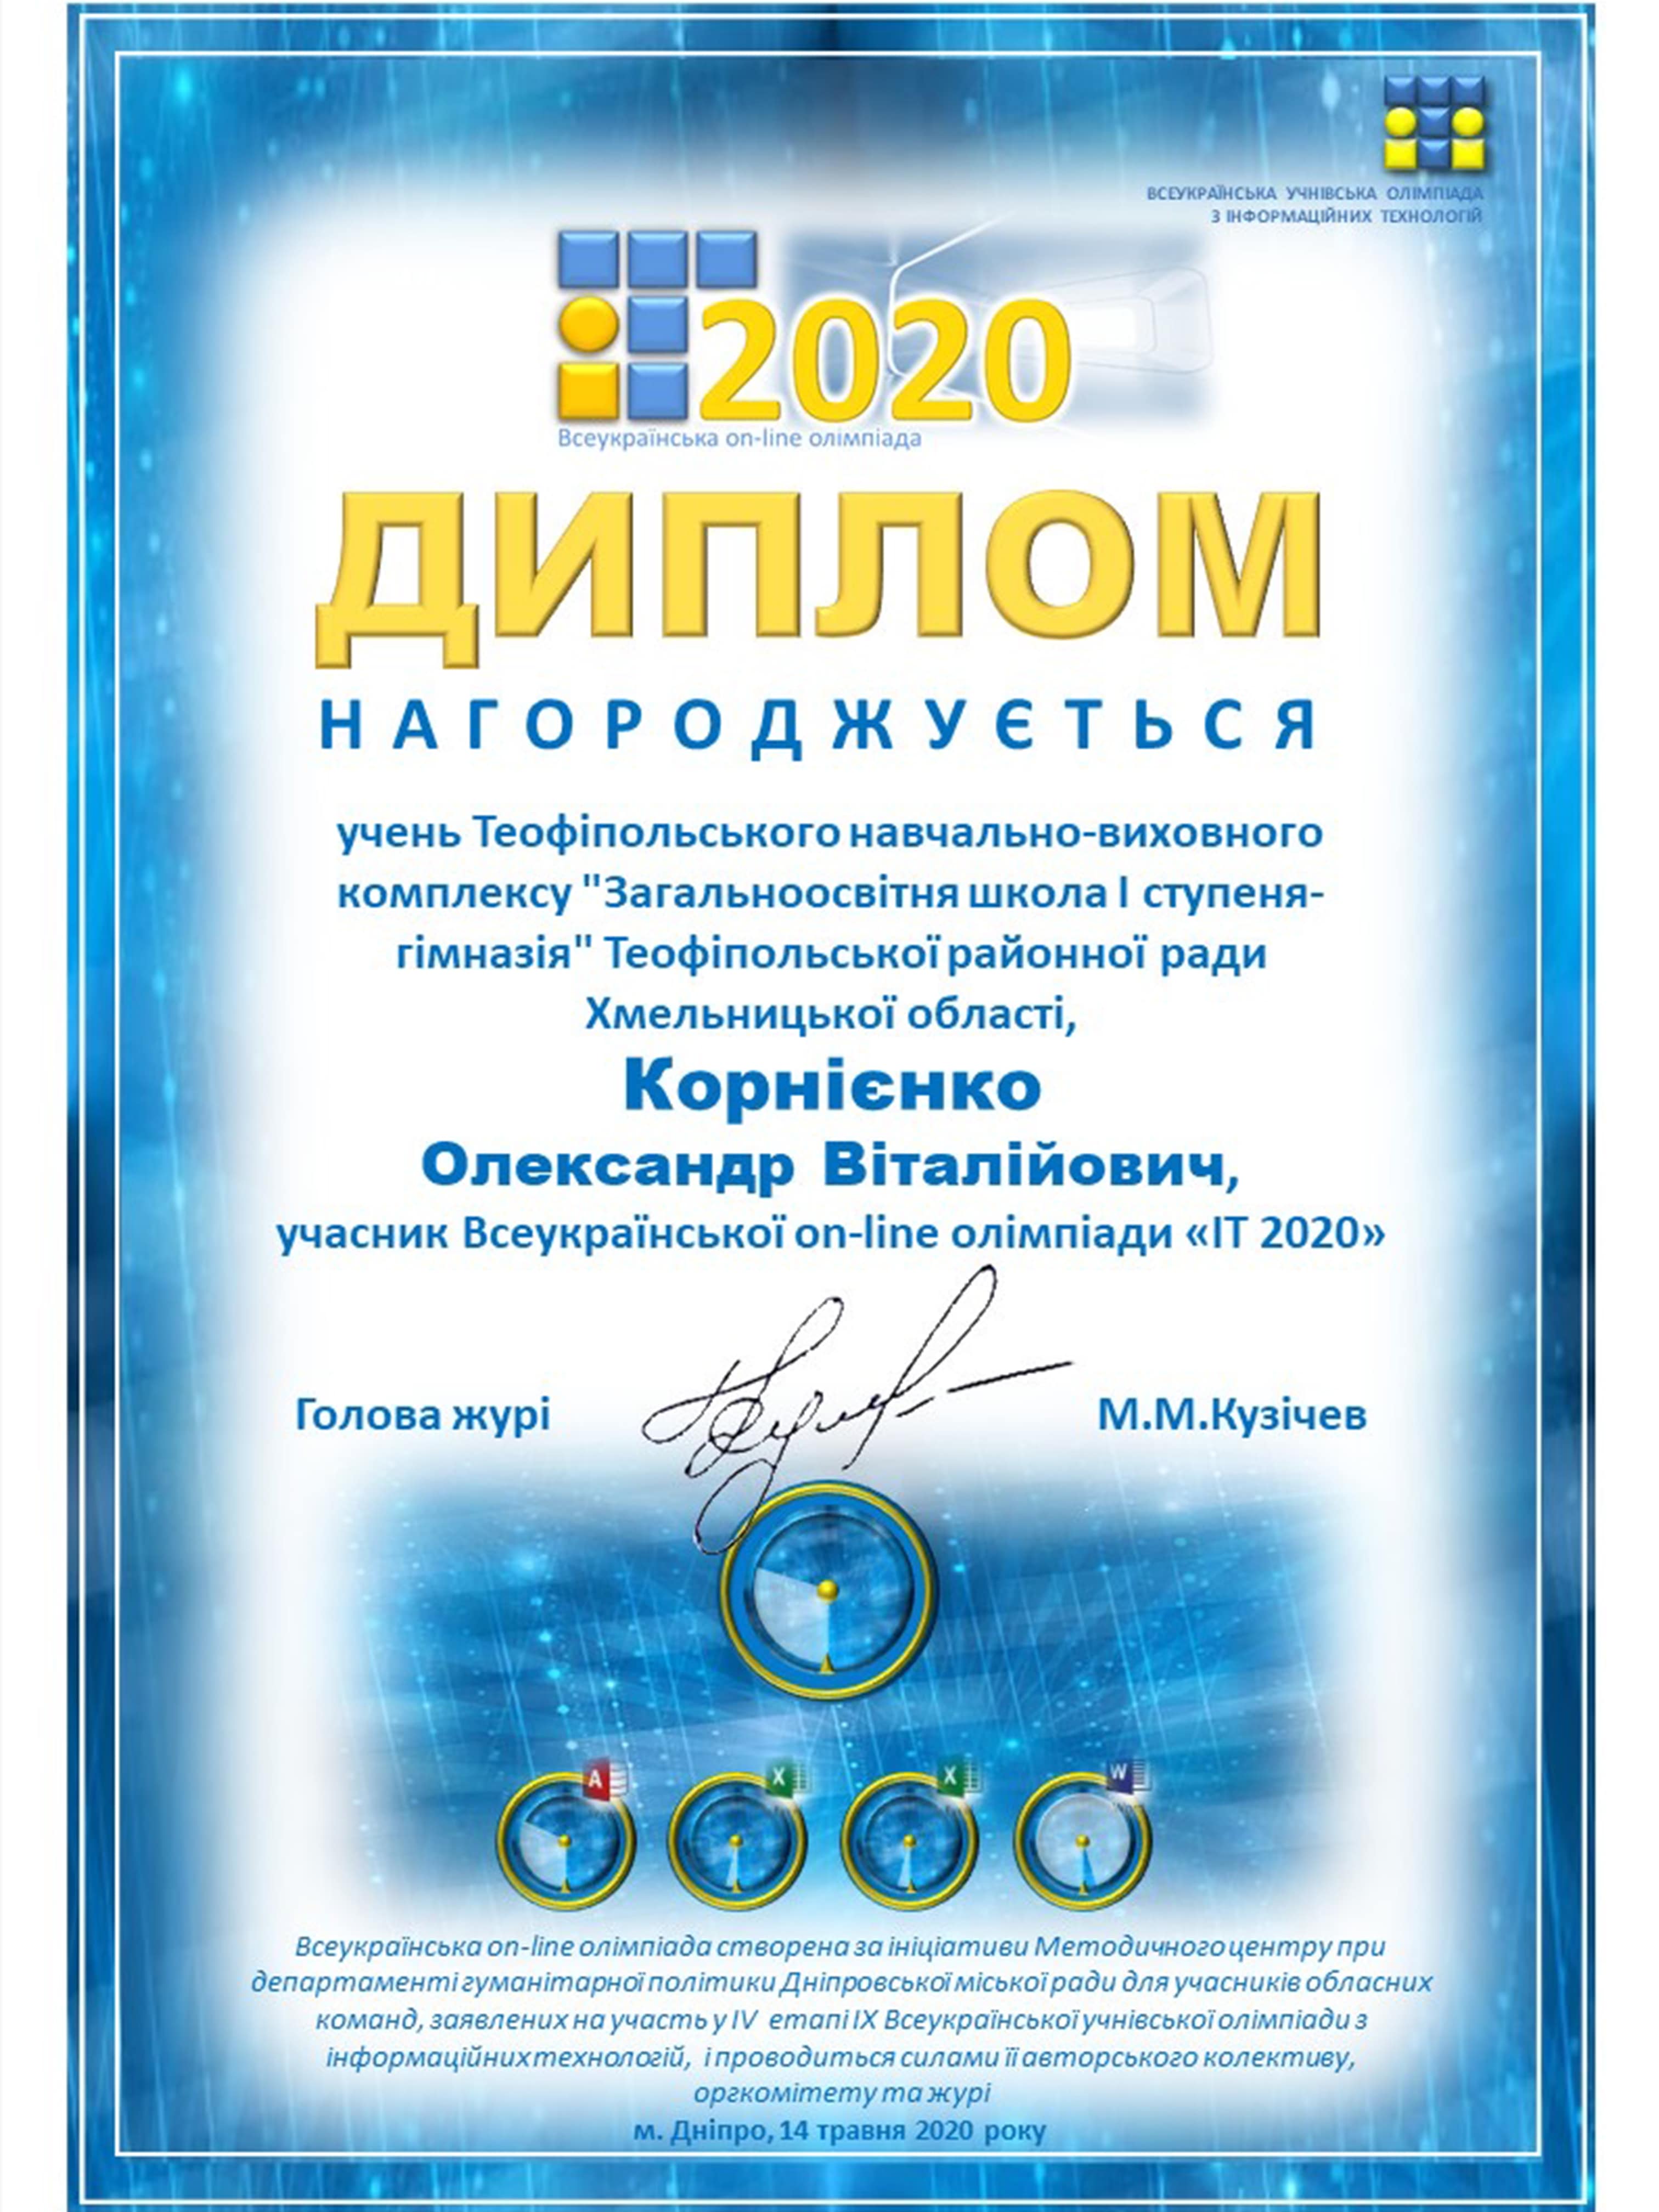 ВСЕУКРАЇНСЬКА УЧНІВСЬКА ОЛІМПІАДА
З ІНФОРМАЦІЙНИХ ТЕХНОЛОГІЙ
2020
Всеукраїнська on-line олімпіада
ДИПЛОМ
НАГОРОДЖУЄТЬСЯ
учень Теофіпольського навчально-виховного
комплексу "Загальноосвітня школа І ступеня-
гімназія" Теофіпольської районної ради
Хмельницької області,
Корнієнко
Олександр Віталійович,
учасник Всеукраїнської on-line олімпіади «ІТ 2020»
Голова журі М.М.Кузічев
A X X W
Всеукраїнська on-line олімпіада створена за ініціативи Методичного центру при
департаменті гуманітарної політики Дніпровської міської ради для учасників обласних
команд, заявлених на участь у IV етапі IX Всеукраїнської учнівської олімпіади з
інформаційних технологій, і проводиться силами її авторського колективу,
оргкомітету та журі
м. Дніпро, 14 травня 2020 року